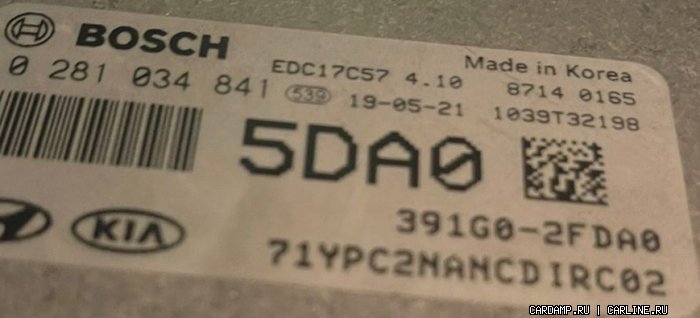 BOSCH
Made in Korea
0 281 034 841
EDC17C57 4.10
8714 0165
539
19-05-21
1039T32198
5DA0
KIA
391G0-2FDA0
71YPC2NANCDIRC02
CARDAMP.RU | CARLINE.RU